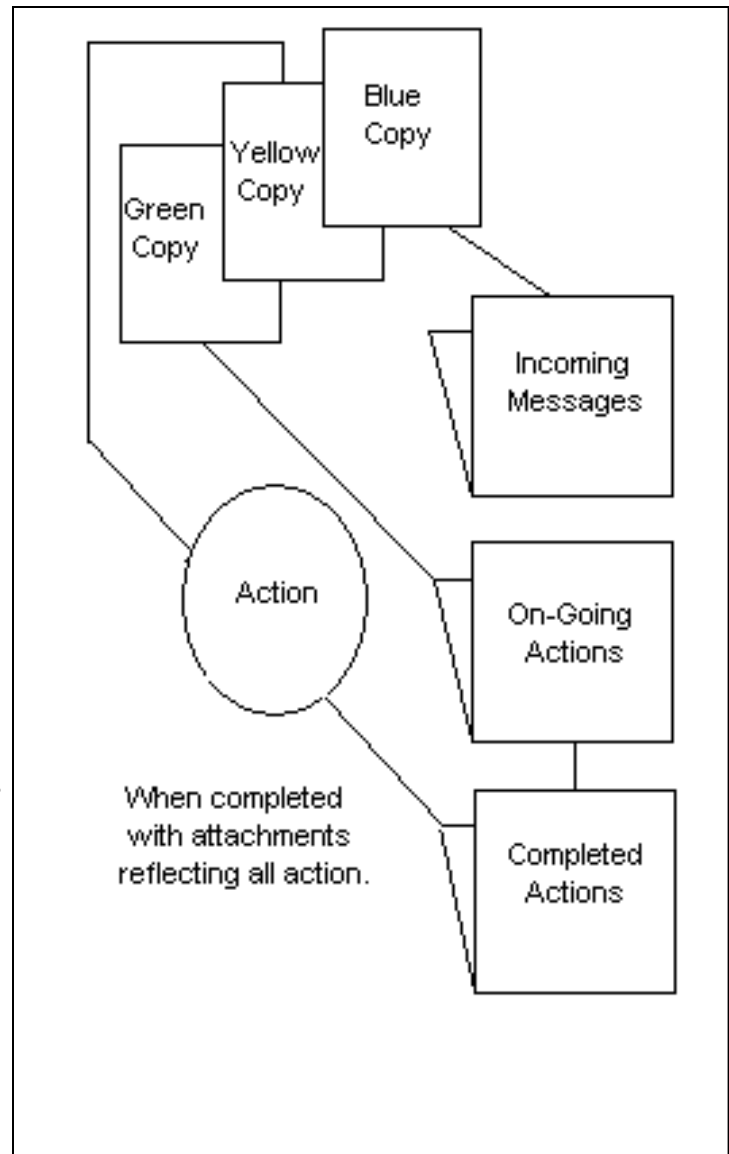 Blue
Copy
Yellow
Copy
Green
Copy
Incoming
Messages
Action
On-Going
Actions
When completed
with attachments
reflecting all action.
Completed
Actions